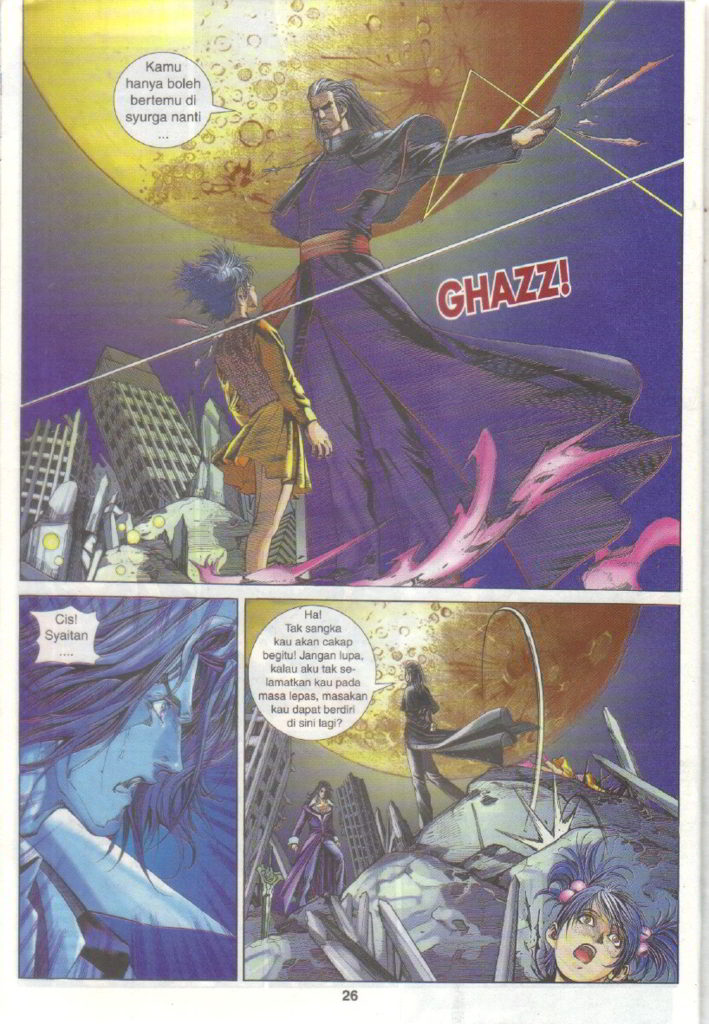 Kamu
hanya boleh
bertemu di
syurga nanti
...
GHAZZ!
Cis!
Syaitan
....
Ha!
Tak sangka
kau akan cakap
begitu! Jangan lupa,
kalau aku tak se-
lamatkan kau pada
masa lepas, masakan
kau dapat berdiri
di sini lagi?
26